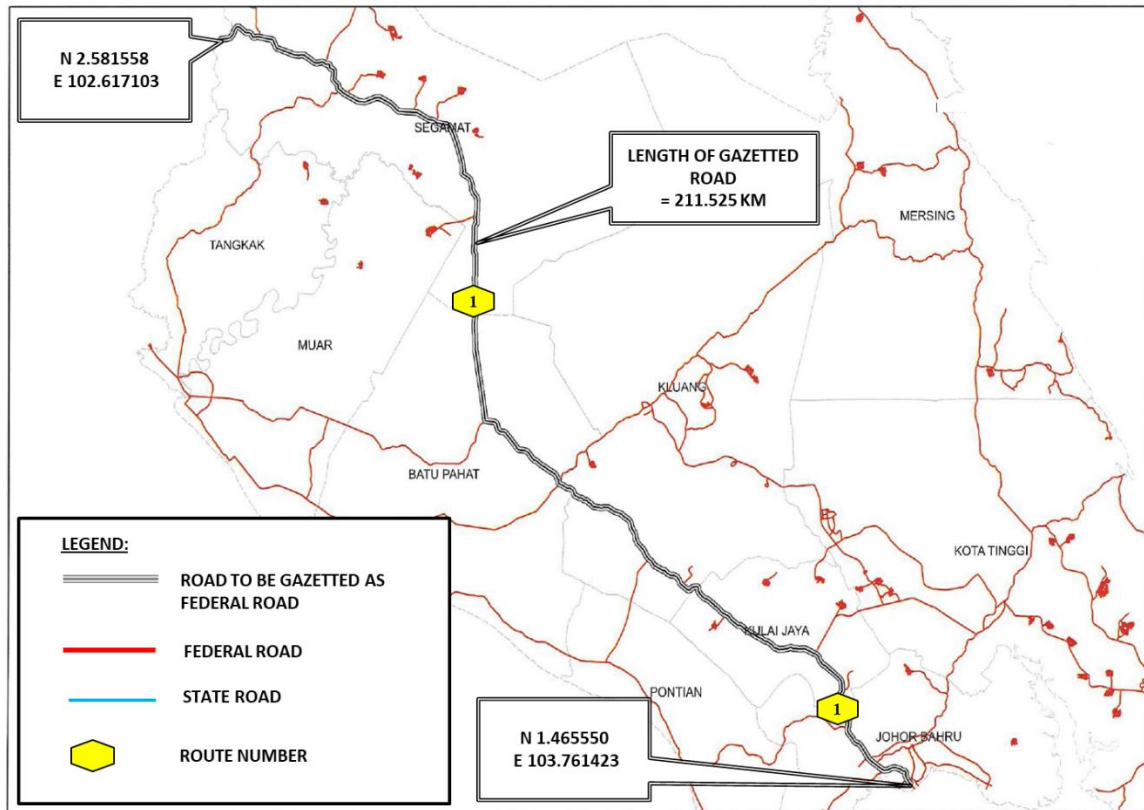 N 2.581558
E 102.617103
SEGAMAT
LENGTH OF GAZETTED
ROAD
= 211.525 KM
MERSING
TANGKAK
1
MUAR
KLUANG
BATU PAHAT
KOTA TINGGI
LEGEND:
ROAD TO BE GAZETTED AS
FEDERAL ROAD
FEDERAL ROAD
STATE ROAD
ROUTE NUMBER
KULAI JAYA
PONTIAN
1
JOHOR BAHRU
N 1.465550
E 103.761423